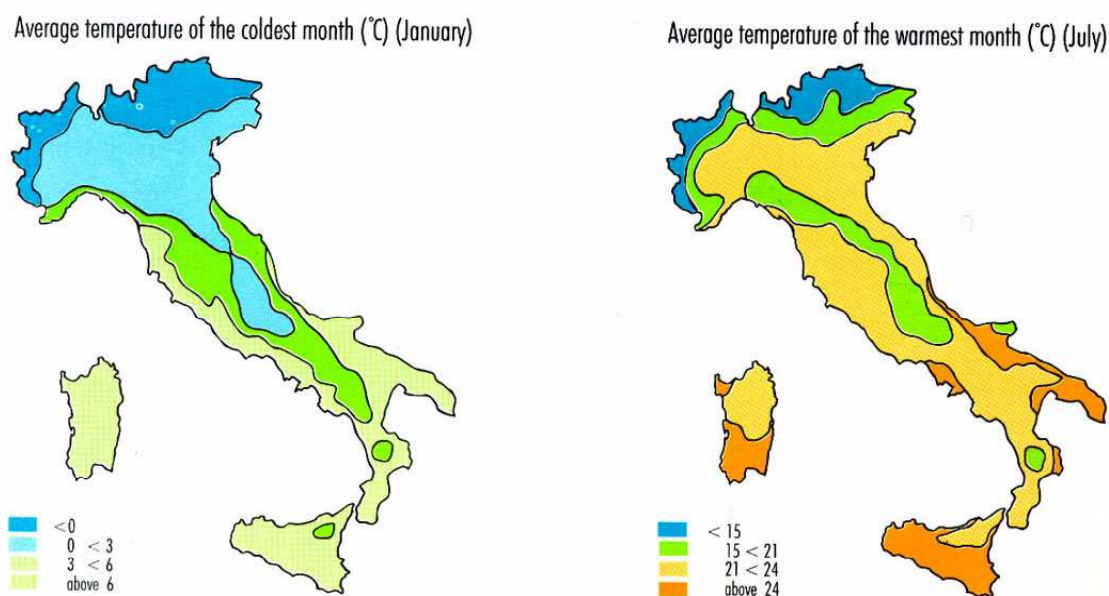 Average temperature of the coldest month (°C) (January)
<0
0 < 3
3 < 6
above 6
Average temperature of the warmest month (°C) (July)
< 15
15 < 21
21 < 24
above 24